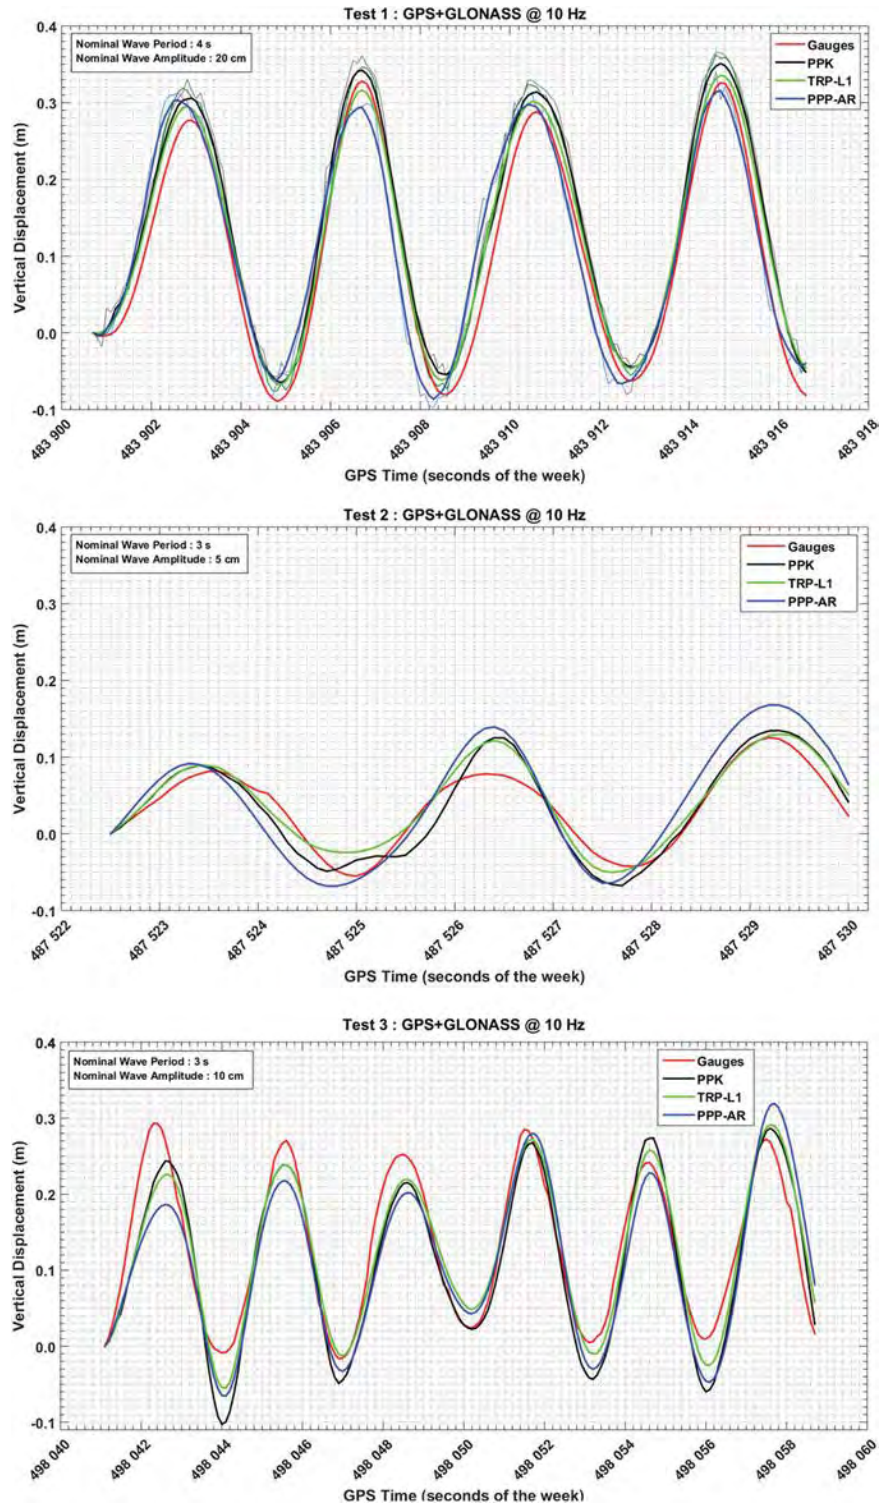 Test 1 : GPS+GLONASS @ 10 Hz
Nominal Wave Period : 4 s
Nominal Wave Amplitude : 20 cm
Gauges
PPK
TRP-L1
PPP-AR
Vertical Displacement (m)
0.4
0.3
0.2
0.1
0.0
-0.1
483 900
483 902
483 904
483 906
483 908
483 910
483 912
483 914
483 916
483 918
GPS Time (seconds of the week)
Test 2 : GPS+GLONASS @ 10 Hz
Nominal Wave Period : 3 s
Nominal Wave Amplitude : 5 cm
Gauges
PPK
TRP-L1
PPP-AR
Vertical Displacement (m)
0.4
0.3
0.2
0.1
0.0
-0.1
487 522
487 523
487 524
487 525
487 526
487 527
487 528
487 529
487 530
GPS Time (seconds of the week)
Test 3 : GPS+GLONASS @ 10 Hz
Nominal Wave Period : 3 s
Nominal Wave Amplitude : 10 cm
Gauges
PPK
TRP-L1
PPP-AR
Vertical Displacement (m)
0.4
0.3
0.2
0.1
0.0
-0.1
498 040
498 042
498 044
498 046
498 048
498 050
498 052
498 054
498 056
498 058
498 060
GPS Time (seconds of the week)